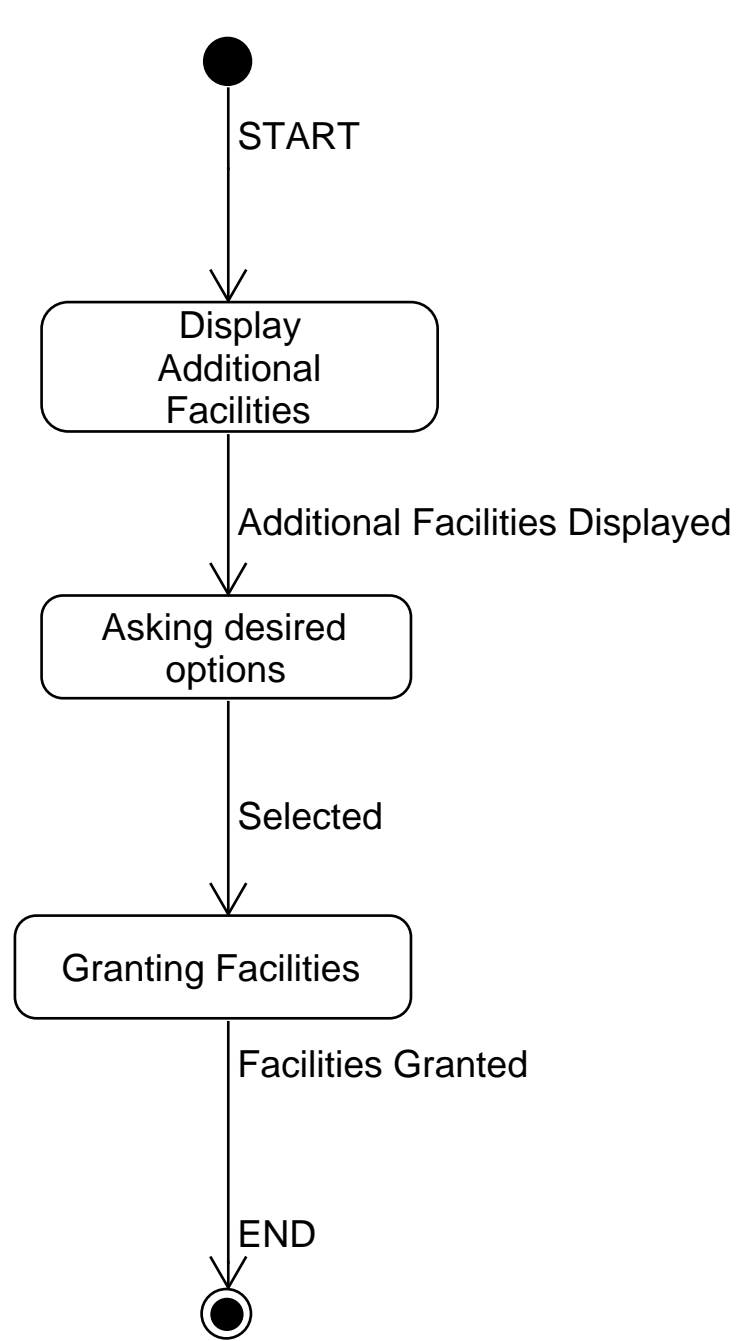 START
Display
Additional
Facilities
Additional Facilities Displayed
Asking desired
options
Selected
Granting Facilities
Facilities Granted
END